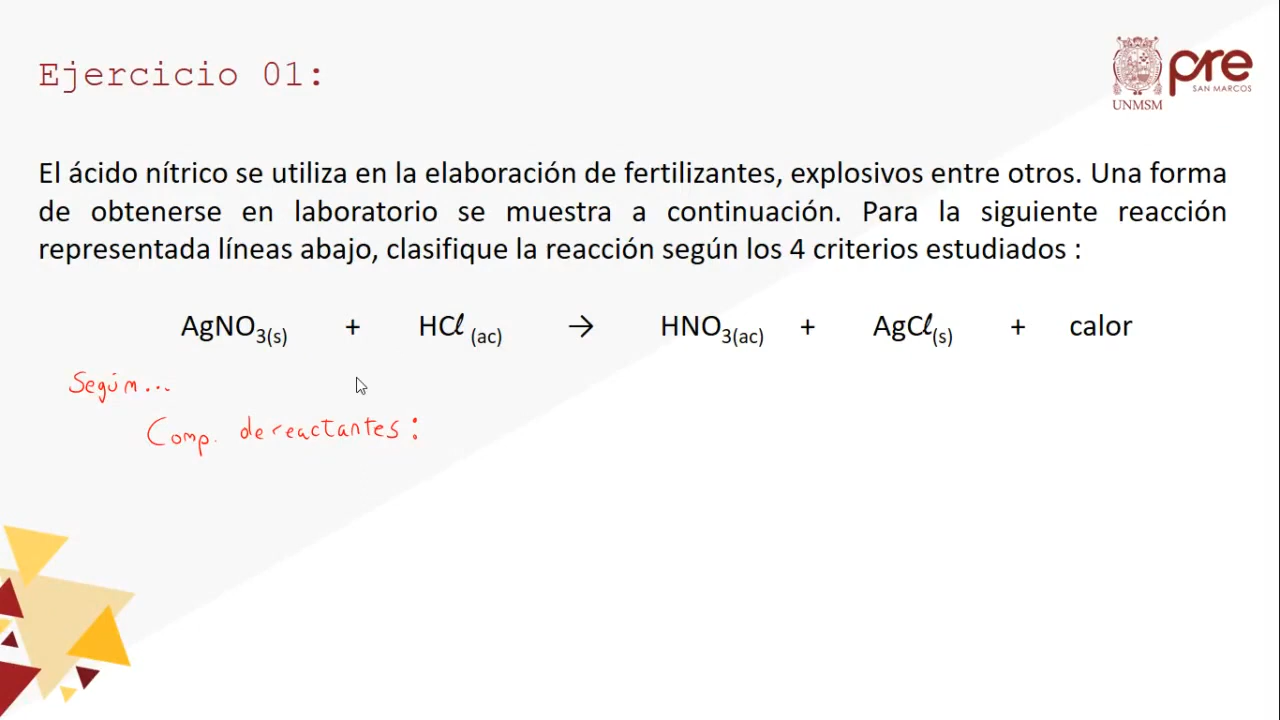 Ejercicio 01:
UNMSM
pre
SAN MARCOS
El ácido nítrico se utiliza en la elaboración de fertilizantes, explosivos entre otros. Una forma
de obtenerse en laboratorio se muestra a continuación. Para la siguiente reacción
representada líneas abajo, clasifique la reacción según los 4 criterios estudiados :
AgNO₃(s) + HCℓ (ac) → HNO₃(ac) + AgCℓ(s) + calor
Según...
Comp. de reactantes: